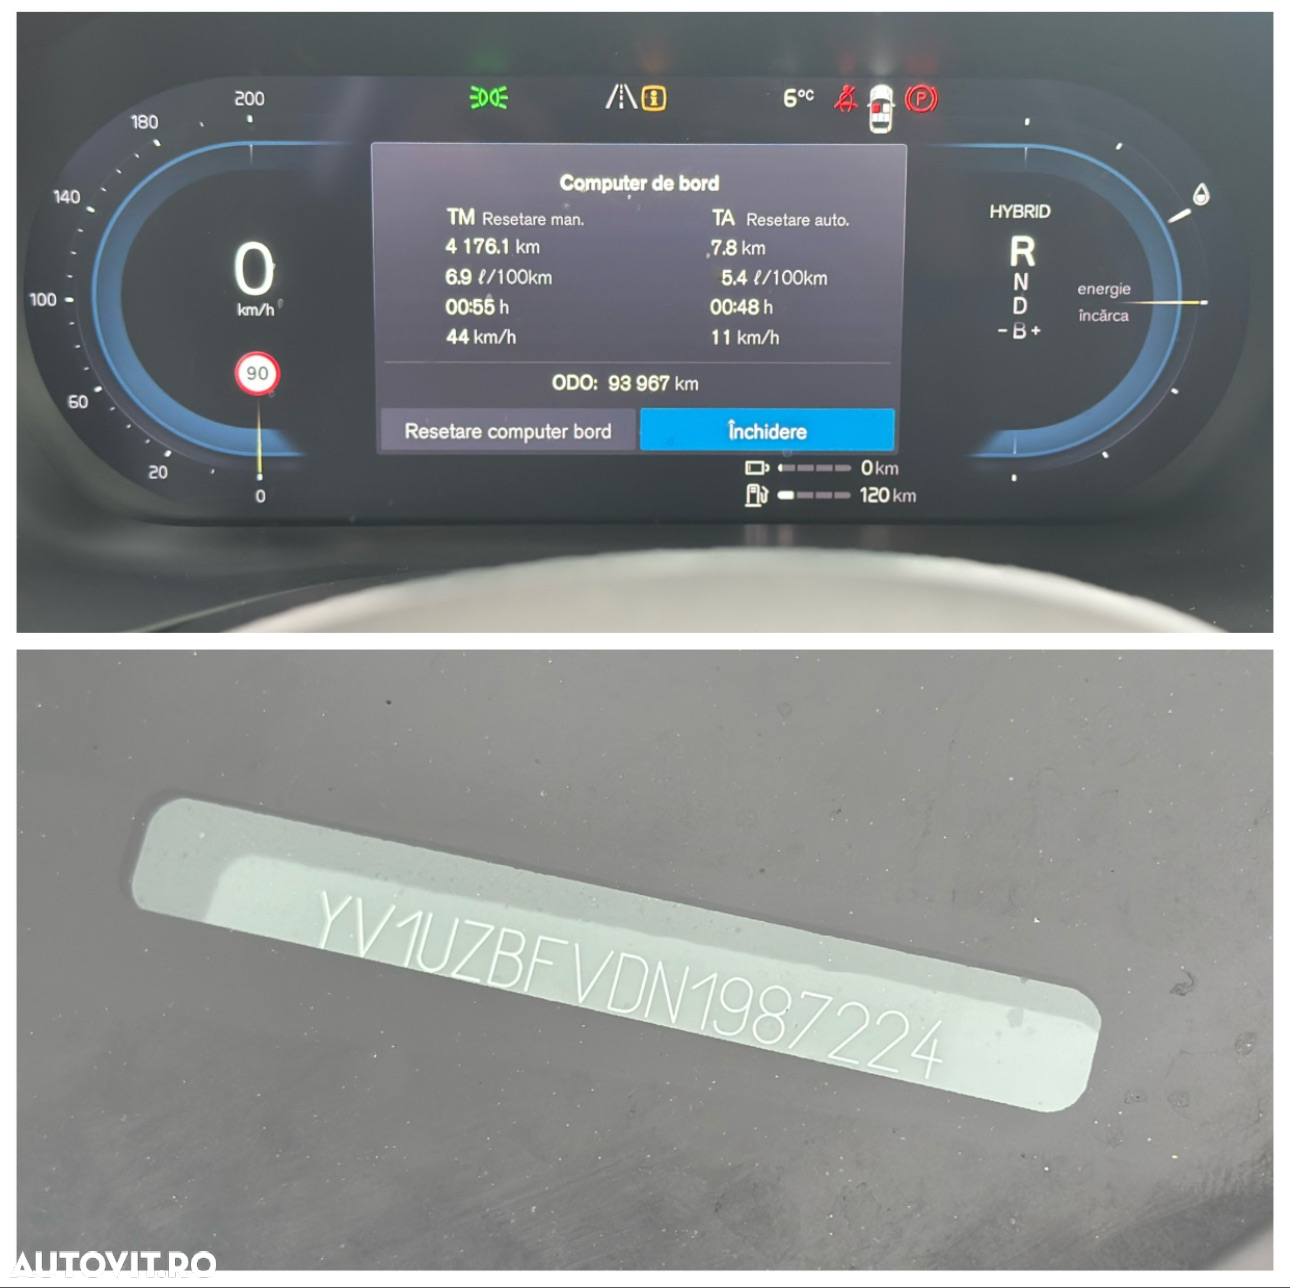 200
180
140
100
60
20
0
0
km/h
90
6°C
P
Computer de bord
TM Resetare man.
TA Resetare auto.
4 176.1 km
7.8 km
6.9 ℓ/100km
5.4 ℓ/100km
00:55 h
00:48 h
44 km/h
11 km/h
ODO: 93 967 km
Resetare computer bord
Închidere
0 km
120 km
HYBRID
R
N
D
- B +
energie
încărca
YV1UZBFVDN1987224
AUTOVIT.RO